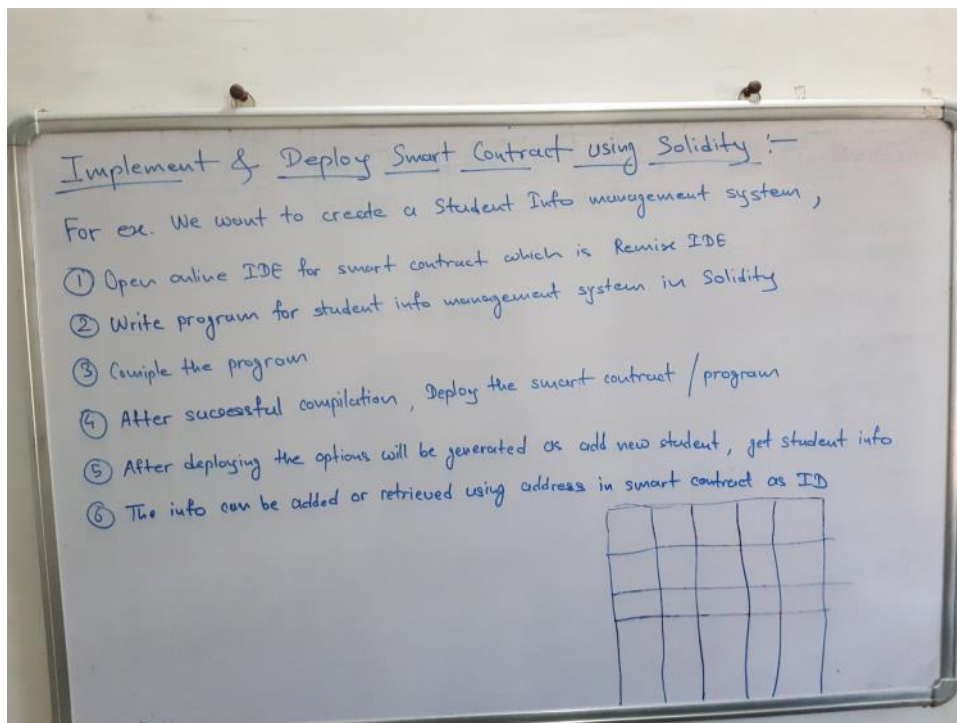 Implement & Deploy Smart Contract using Solidity :-
For ex. We want to create a Student Info management system,
① Open online IDE for smart contract which is Remix IDE
② Write program for student info management system in Solidity
③ Comiple the program
④ After successful compilation, Deploy the smart contract / program
⑤ After deploying the options will be generated as add new student, get student info
⑥ The info can be added or retrieved using address in smart contract as ID